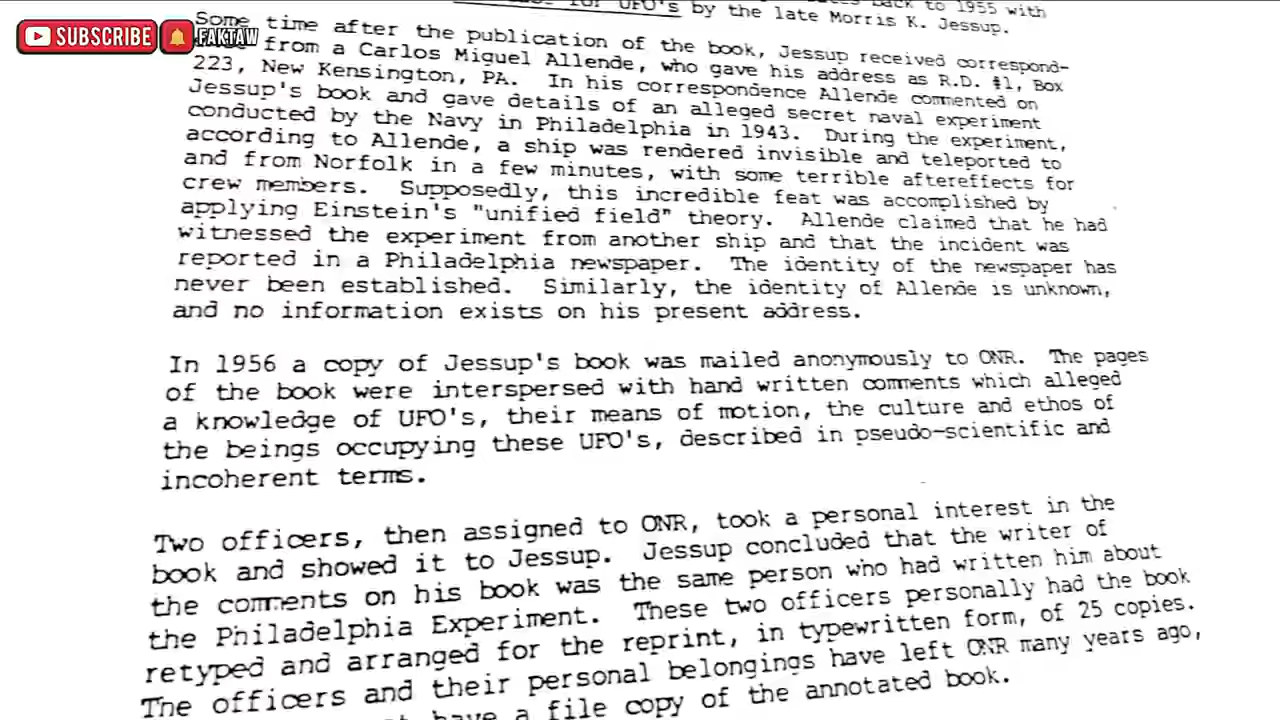 back to 1955 with
for UFO's by the late Morris K. Jessup.
SUBSCRIBE
FAKTAW
Some time after the publication of the book, Jessup received correspond-
from a Carlos Miguel Allende, who gave his address as R.D. #1, Box
223, New Kensington, PA. In his correspondence Allende commented on
Jessup's book and gave details of an alleged secret naval experiment
conducted by the Navy in Philadelphia in 1943. During the experiment,
according to Allende, a ship was rendered invisible and teleported to
and from Norfolk in a few minutes, with some terrible aftereffects for
crew members. Supposedly, this incredible feat was accomplished by
applying Einstein's "unified field" theory. Allende claimed that he had
witnessed the experiment from another ship and that the incident was
reported in a Philadelphia newspaper. The identity of the newspaper has
never been established. Similarly, the identity of Allende is unknown,
and no information exists on his present address.
In 1956 a copy of Jessup's book was mailed anonymously to ONR. The pages
of the book were interspersed with hand written comments which alleged
a knowledge of UFO's, their means of motion, the culture and ethos of
the beings occupying these UFO's, described in pseudo-scientific and
incoherent terms.
Two officers, then assigned to ONR, took a personal interest in the
book and showed it to Jessup. Jessup concluded that the writer of
the comments on his book was the same person who had written him about
the Philadelphia Experiment. These two officers personally had the book
retyped and arranged for the reprint, in typewritten form, of 25 copies.
The officers and their personal belongings have left ONR many years ago,
have a file copy of the annotated book.